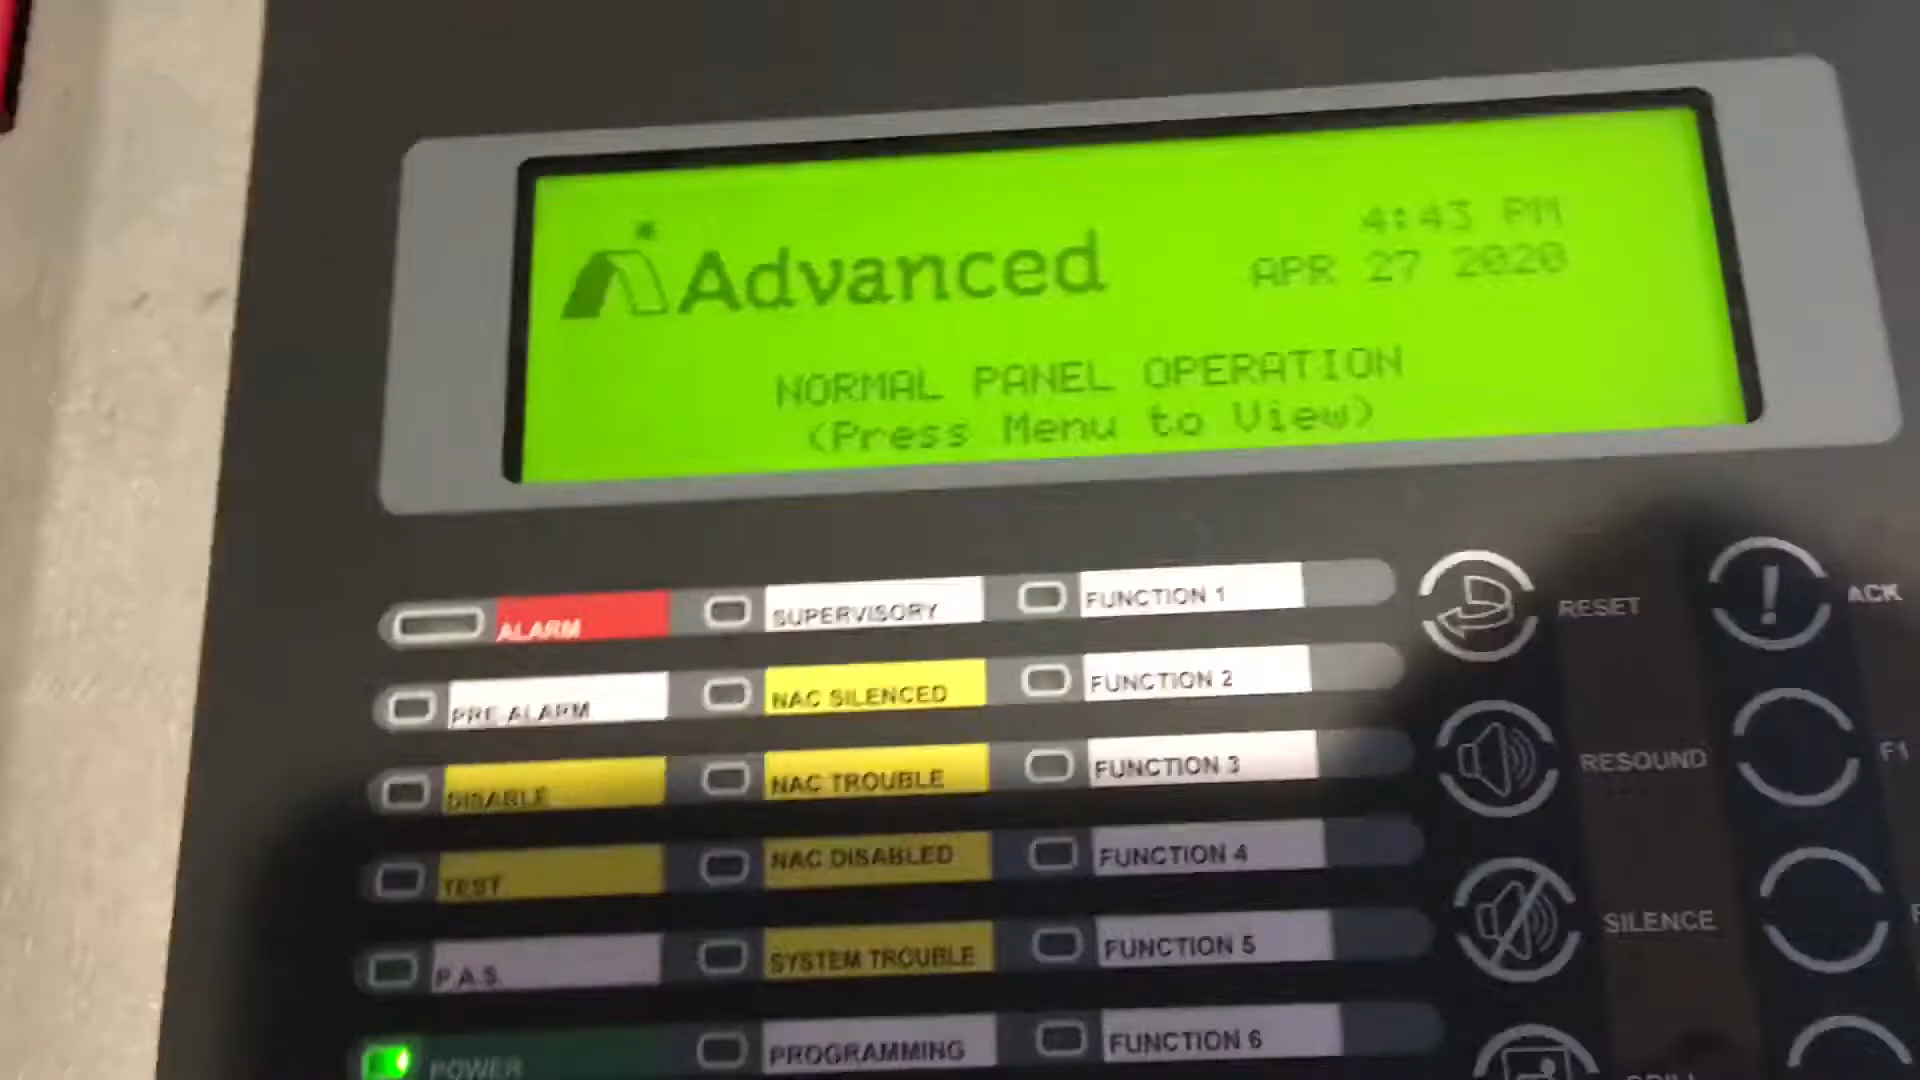 Advanced
4:43 PM
APR 27 2020
NORMAL PANEL OPERATION
(Press Menu to View)
ALARM
SUPERVISORY
FUNCTION 1
RESET
ACK
PRE ALARM
NAC SILENCED
FUNCTION 2
DISABLE
NAC TROUBLE
FUNCTION 3
RESOUND
F1
TEST
NAC DISABLED
FUNCTION 4
SILENCE
P.A.S.
SYSTEM TROUBLE
FUNCTION 5
POWER
PROGRAMMING
FUNCTION 6